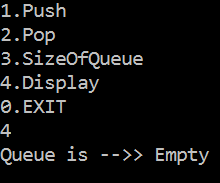 1.Push
2.Pop
3.SizeOfQueue
4.Display
0.EXIT
4
Queue is -->> Empty